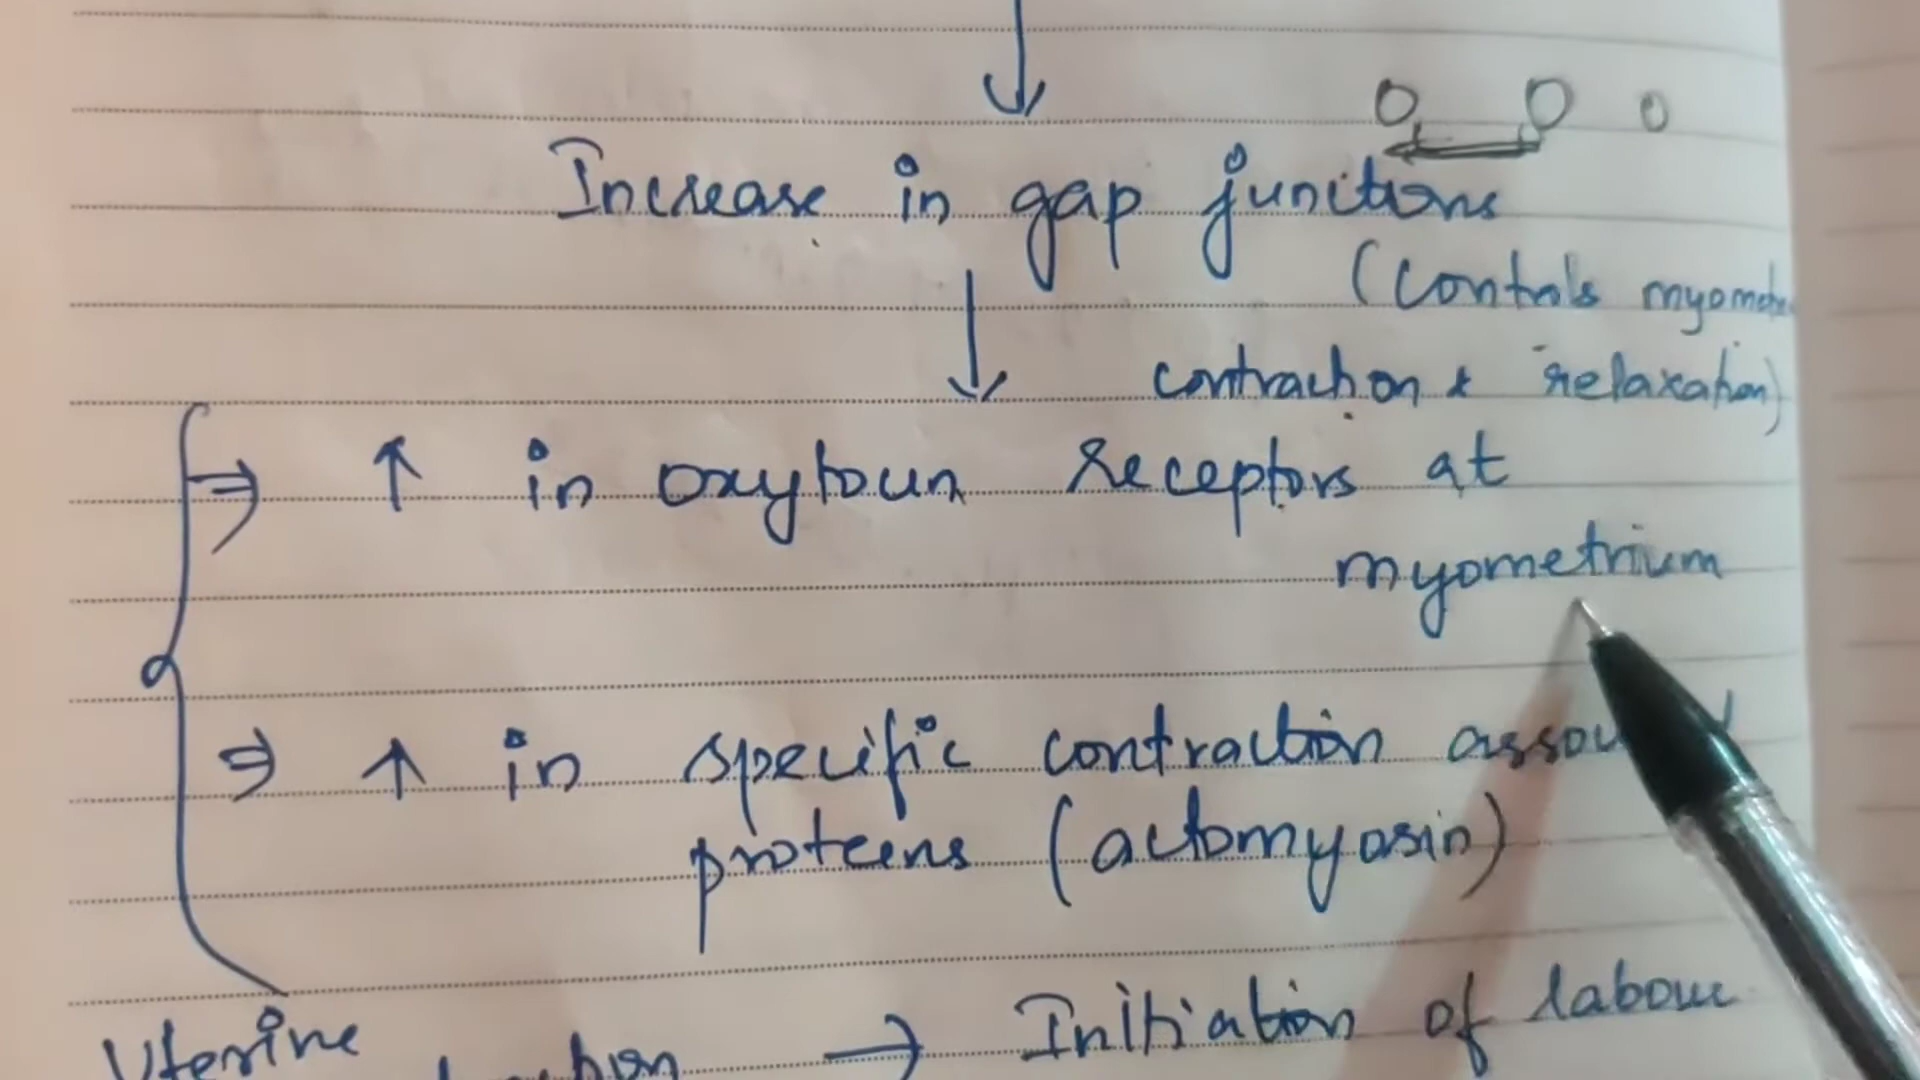 Increase in gap junctions
(Controls
contraction & relaxation)
↑ in oxytocin receptors at
myometrium
⇒ ↑ in specific contraction
proteins (actomyosin)
Uterine → Initiation of labour